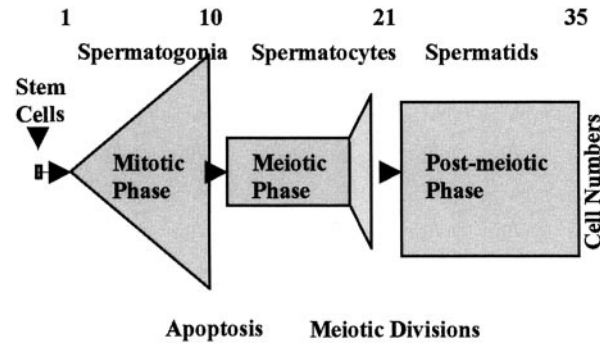 1 10 21 35
Spermatogonia Spermatocytes Spermatids
Stem
Cells
Mitotic
Phase
Meiotic
Phase
Post-meiotic
Phase
Cell Numbers
Apoptosis Meiotic Divisions